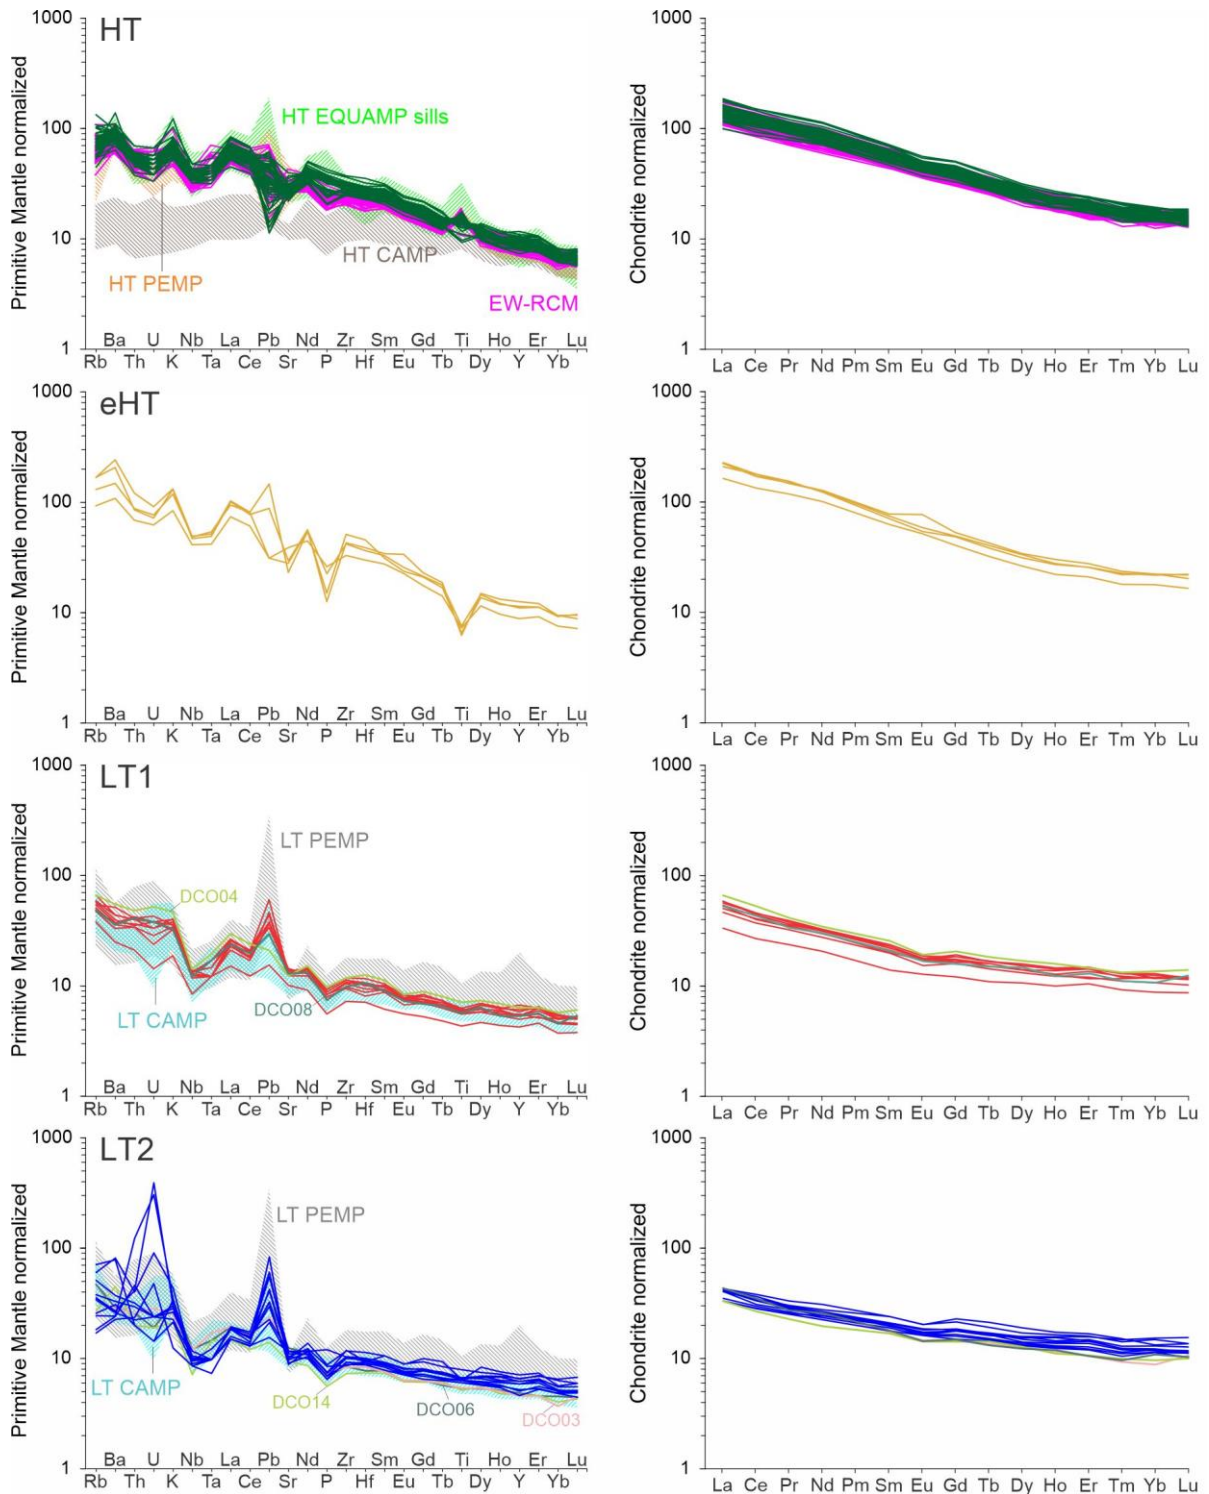 HT
Primitive Mantle normalized
1000
100
10
1
HT EQUAMP sills
HT CAMP
HT PEMP
EW-RCM
Ba U Nb La Pb Nd Zr Sm Gd Ti Ho Er Lu
Rb Th K Ta Ce Sr P Hf Eu Tb Dy Y Yb
Chondrite normalized
1000
100
10
1
La Ce Pr Nd Pm Sm Eu Gd Tb Dy Ho Er Tm Yb Lu
eHT
Primitive Mantle normalized
1000
100
10
1
Ba U Nb La Pb Nd Zr Sm Gd Ti Ho Er Lu
Rb Th K Ta Ce Sr P Hf Eu Tb Dy Y Yb
Chondrite normalized
1000
100
10
1
La Ce Pr Nd Pm Sm Eu Gd Tb Dy Ho Er Tm Yb Lu
LT1
Primitive Mantle normalized
1000
100
10
1
LT PEMP
DCO04
LT CAMP
DCO08
Ba U Nb La Pb Nd Zr Sm Gd Ti Ho Er Lu
Rb Th K Ta Ce Sr P Hf Eu Tb Dy Y Yb
Chondrite normalized
1000
100
10
1
La Ce Pr Nd Pm Sm Eu Gd Tb Dy Ho Er Tm Yb Lu
LT2
Primitive Mantle normalized
1000
100
10
1
LT PEMP
LT CAMP
DCO14
DCO06
DCO03
Ba U Nb La Pb Nd Zr Sm Gd Ti Ho Er Lu
Rb Th K Ta Ce Sr P Hf Eu Tb Dy Y Yb
Chondrite normalized
1000
100
10
1
La Ce Pr Nd Pm Sm Eu Gd Tb Dy Ho Er Tm Yb Lu